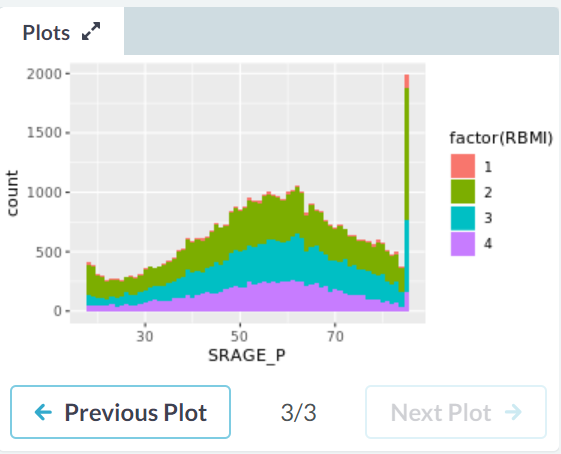 Plots
2000
1500
1000
500
0
count
30 50 70
SRAGE_P
factor(RBMI)
1
2
3
4
← Previous Plot 3/3 Next Plot →